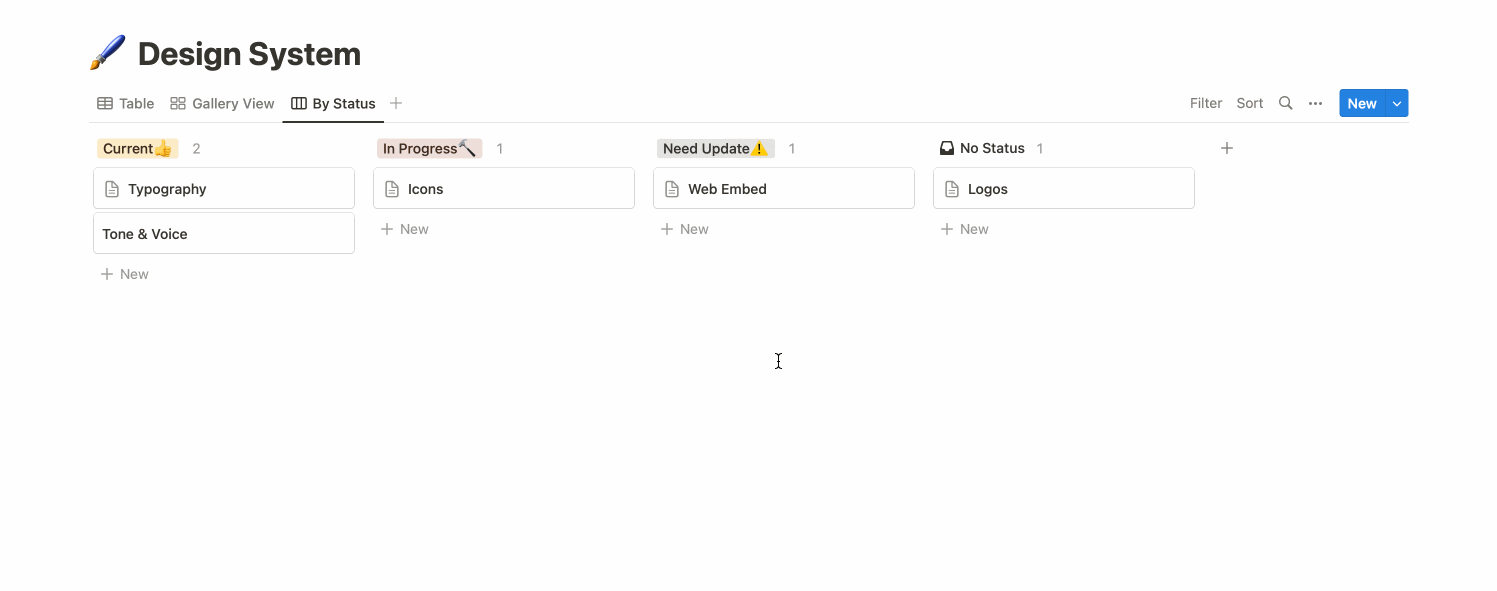 Design System
Table Gallery View By Status
Filter Sort New
Current👍 2
Typography
Tone & Voice
New
In Progress🔨 1
Icons
New
Need Update⚠️ 1
Web Embed
New
No Status 1
Logos
New